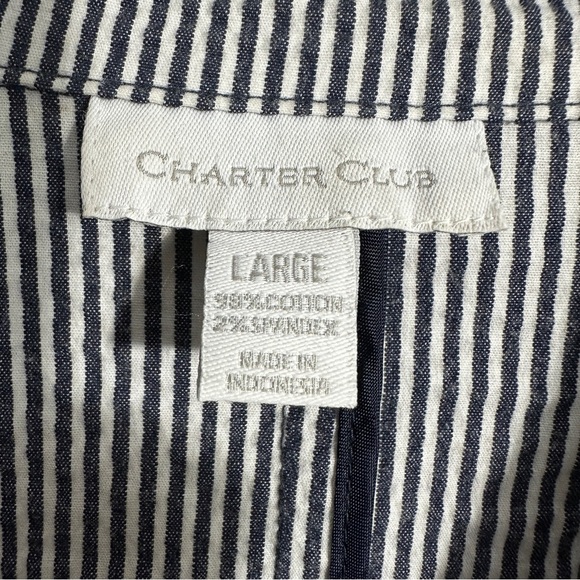 CHARTER CLUB
LARGE
98% COTTON
2% SPANDEX
MADE IN
INDONESIA